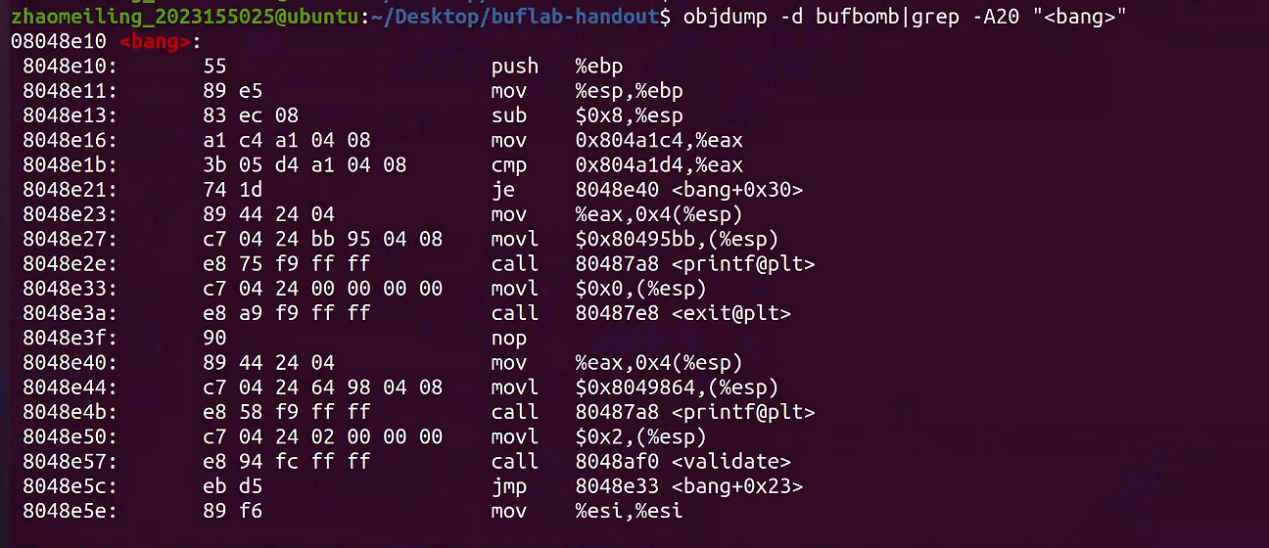 zhaomeiling_2023155025@ubuntu:~/Desktop/buflab-handout$ objdump -d bufbomb|grep -A20 "<bang>"
08048e10 <bang>:
8048e10: 55 push %ebp
8048e11: 89 e5 mov %esp,%ebp
8048e13: 83 ec 08 sub $0x8,%esp
8048e16: a1 c4 a1 04 08 mov 0x804a1c4,%eax
8048e1b: 3b 05 d4 a1 04 08 cmp 0x804a1d4,%eax
8048e21: 74 1d je 8048e40 <bang+0x30>
8048e23: 89 44 24 04 mov %eax,0x4(%esp)
8048e27: c7 04 24 bb 95 04 08 movl $0x80495bb,(%esp)
8048e2e: e8 75 f9 ff ff call 80487a8 <printf@plt>
8048e33: c7 04 24 00 00 00 00 movl $0x0,(%esp)
8048e3a: e8 a9 f9 ff ff call 80487e8 <exit@plt>
8048e3f: 90 nop
8048e40: 89 44 24 04 mov %eax,0x4(%esp)
8048e44: c7 04 24 64 98 04 08 movl $0x8049864,(%esp)
8048e4b: e8 58 f9 ff ff call 80487a8 <printf@plt>
8048e50: c7 04 24 02 00 00 00 movl $0x2,(%esp)
8048e57: e8 94 fc ff ff call 8048af0 <validate>
8048e5c: eb d5 jmp 8048e33 <bang+0x23>
8048e5e: 89 f6 mov %esi,%esi